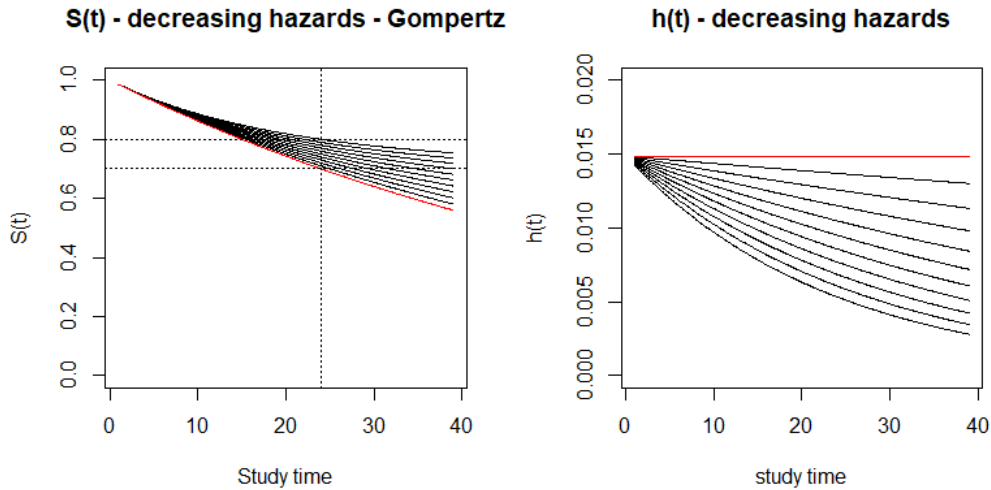 S(t) - decreasing hazards - Gompertz
S(t)
1.0
0.8
0.6
0.4
0.2
0.0
0 10 20 30 40
Study time
h(t) - decreasing hazards
h(t)
0.020
0.015
0.010
0.005
0.000
0 10 20 30 40
study time